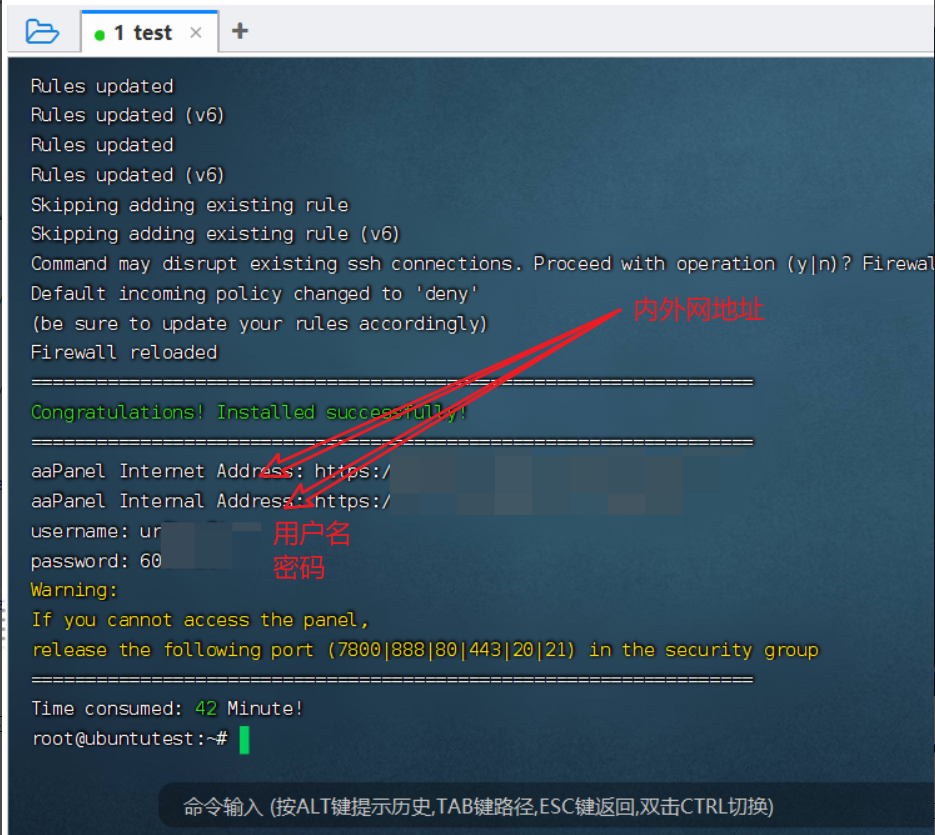 1 test × +
Rules updated
Rules updated (v6)
Rules updated
Rules updated (v6)
Skipping adding existing rule
Skipping adding existing rule (v6)
Command may disrupt existing ssh connections. Proceed with operation (y|n)? Firewal
Default incoming policy changed to 'deny'
内外网地址
(be sure to update your rules accordingly)
Firewall reloaded
==================================================================
Congratulations! Installed successfully!
==================================================================
aaPanel Internet Address: https:/
aaPanel Internal Address: https:/
username: ur
用户名
password: 60
密码
Warning:
If you cannot access the panel,
release the following port (7800|888|80|443|20|21) in the security group
==================================================================
Time consumed: 42 Minute!
root@ubuntutest:~#
命令输入 (按ALT键提示历史,TAB键路径,ESC键返回,双击CTRL切换)